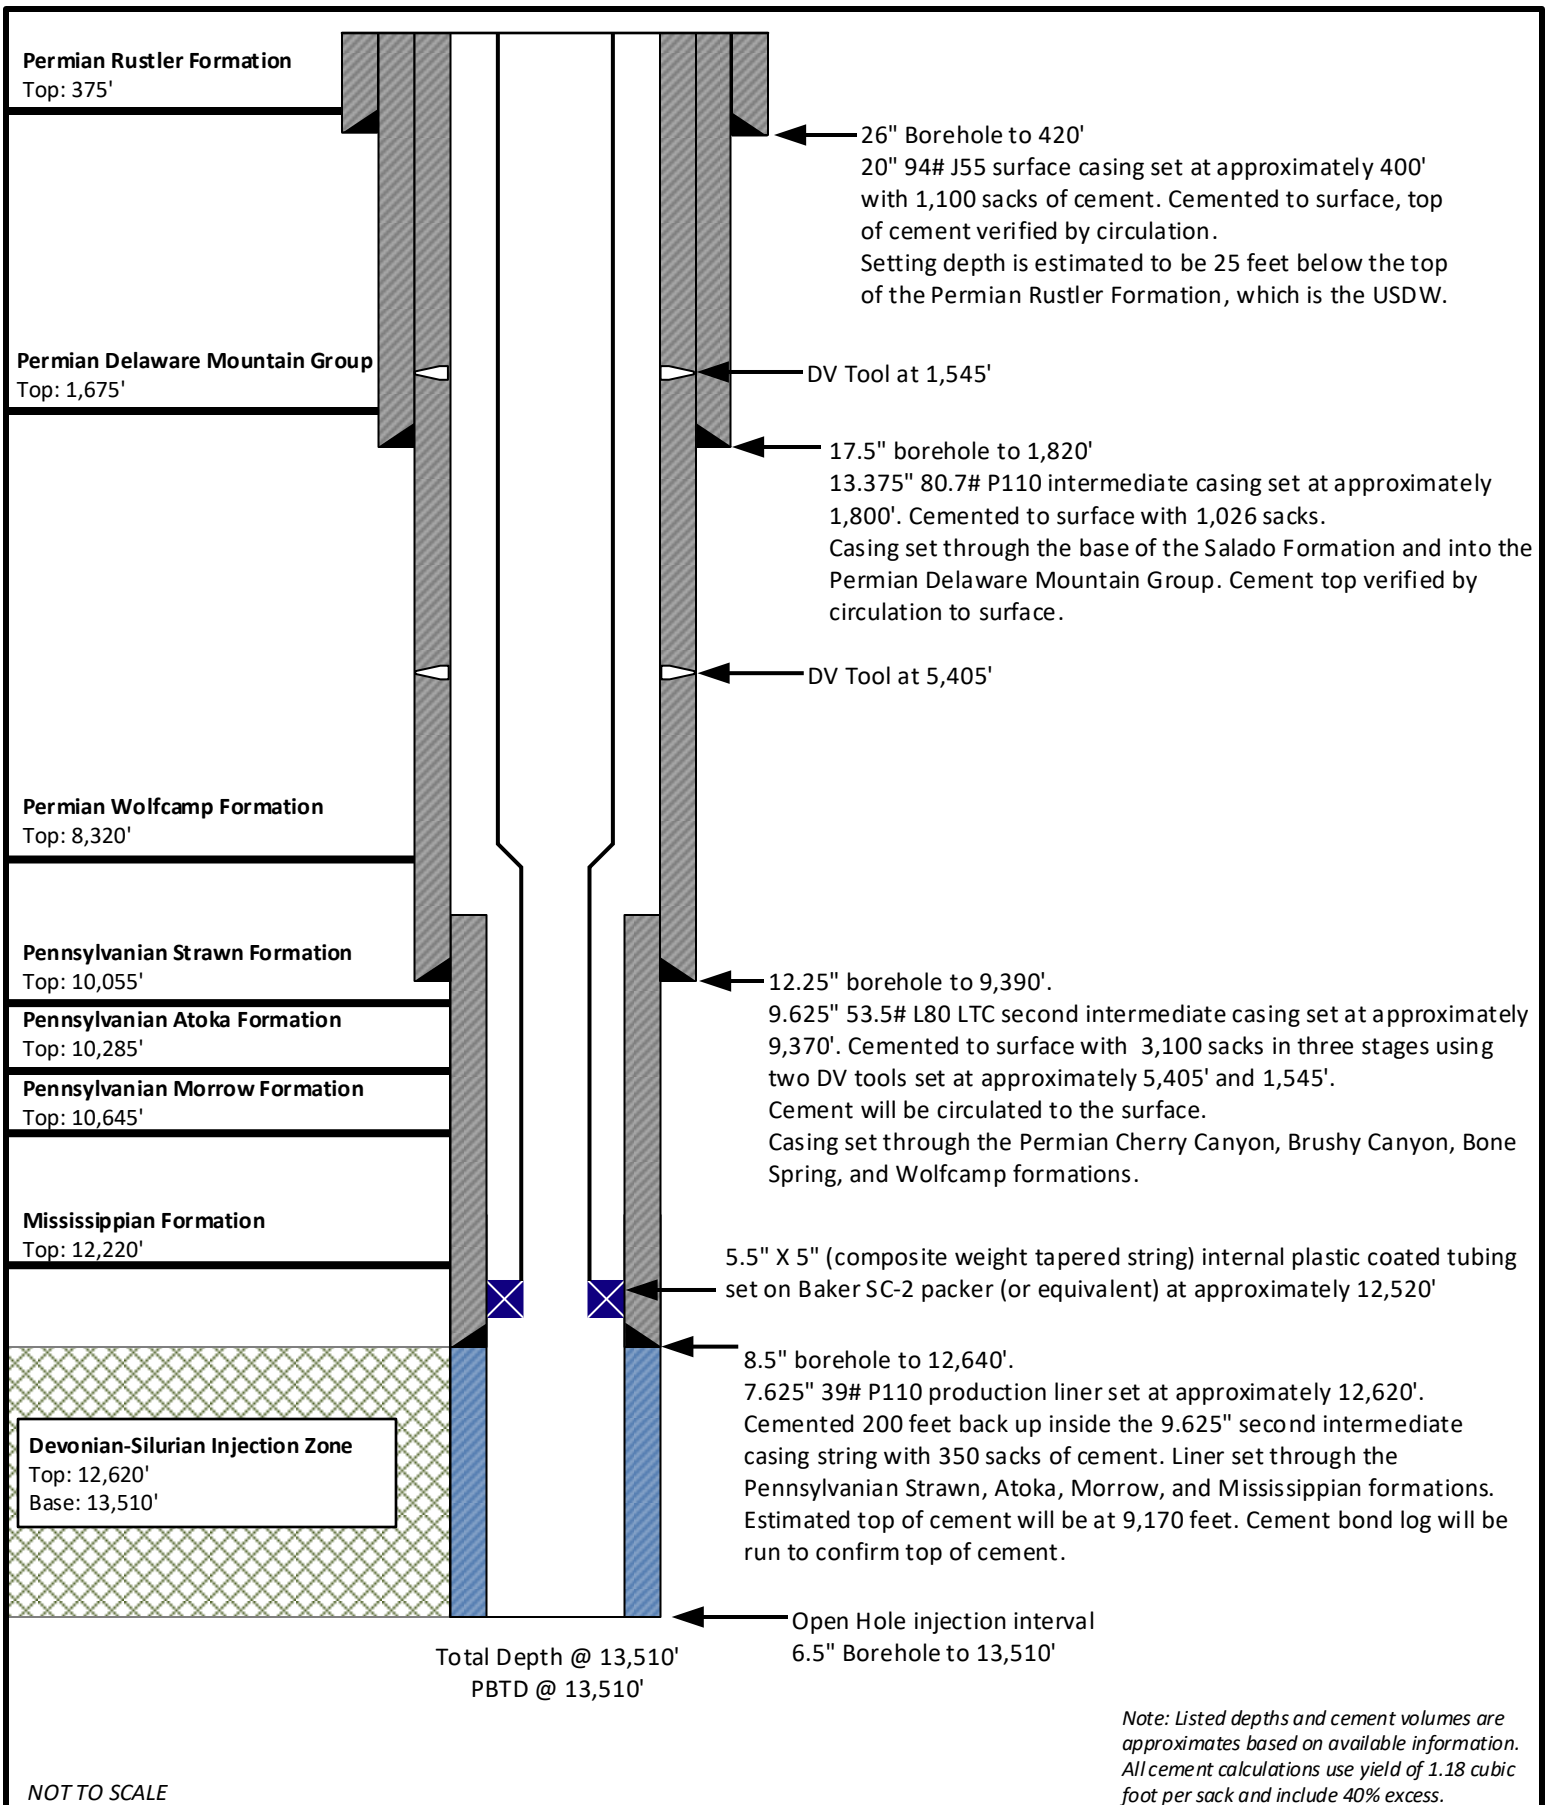 Permian Rustler Formation
Top: 375'
26" Borehole to 420'
20" 94# J55 surface casing set at approximately 400'
with 1,100 sacks of cement. Cemented to surface, top
of cement verified by circulation.
Setting depth is estimated to be 25 feet below the top
of the Permian Rustler Formation, which is the USDW.
Permian Delaware Mountain Group
Top: 1,675'
DV Tool at 1,545'
17.5" borehole to 1,820'
13.375" 80.7# P110 intermediate casing set at approximately
1,800'. Cemented to surface with 1,026 sacks.
Casing set through the base of the Salado Formation and into the
Permian Delaware Mountain Group. Cement top verified by
circulation to surface.
DV Tool at 5,405'
Permian Wolfcamp Formation
Top: 8,320'
Pennsylvanian Strawn Formation
Top: 10,055'
Pennsylvanian Atoka Formation
Top: 10,285'
Pennsylvanian Morrow Formation
Top: 10,645'
12.25" borehole to 9,390'.
9.625" 53.5# L80 LTC second intermediate casing set at approximately
9,370'. Cemented to surface with 3,100 sacks in three stages using
two DV tools set at approximately 5,405' and 1,545'.
Cement will be circulated to the surface.
Casing set through the Permian Cherry Canyon, Brushy Canyon, Bone
Spring, and Wolfcamp formations.
Mississippian Formation
Top: 12,220'
5.5" X 5" (composite weight tapered string) internal plastic coated tubing
set on Baker SC-2 packer (or equivalent) at approximately 12,520'
8.5" borehole to 12,640'.
7.625" 39# P110 production liner set at approximately 12,620'.
Cemented 200 feet back up inside the 9.625" second intermediate
casing string with 350 sacks of cement. Liner set through the
Pennsylvanian Strawn, Atoka, Morrow, and Mississippian formations.
Estimated top of cement will be at 9,170 feet. Cement bond log will be
run to confirm top of cement.
Devonian-Silurian Injection Zone
Top: 12,620'
Base: 13,510'
Open Hole injection interval
6.5" Borehole to 13,510'
Total Depth @ 13,510'
PBTD @ 13,510'
Note: Listed depths and cement volumes are
approximates based on available information.
All cement calculations use yield of 1.18 cubic
foot per sack and include 40% excess.
NOT TO SCALE